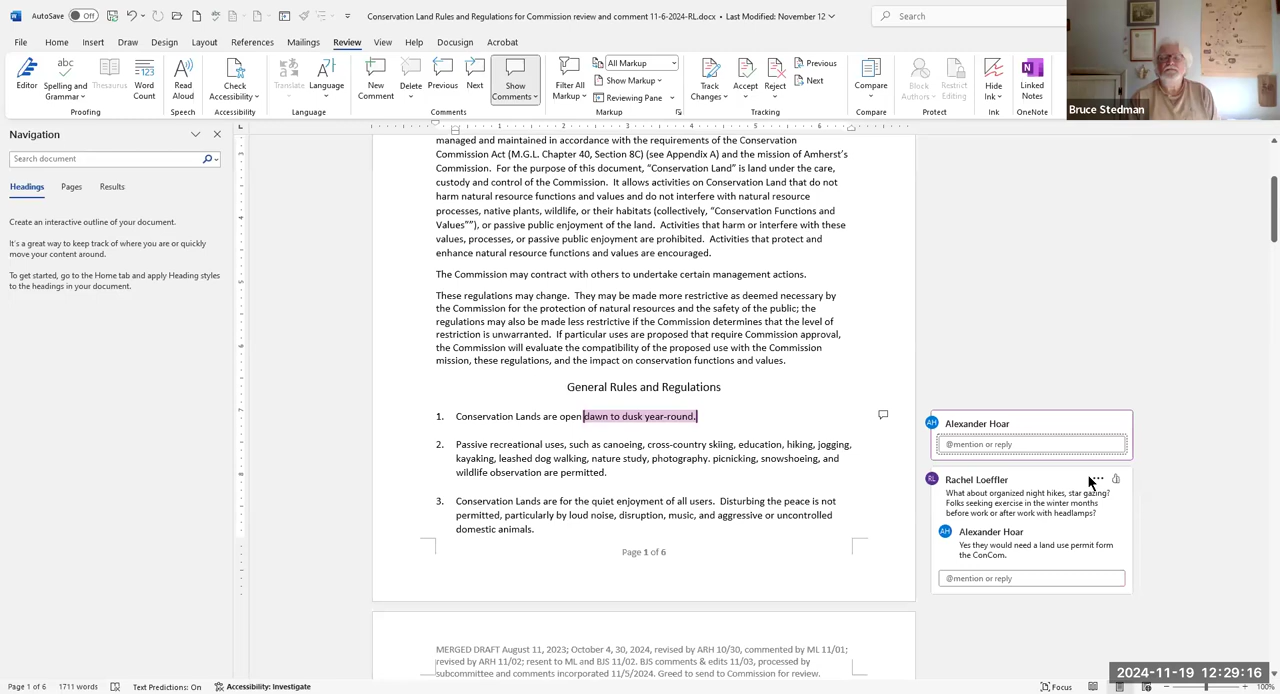 AutoSave Off
Conservation Land Rules and Regulations for Commission review and comment 11-6-2024-RL.docx • Last Modified: November 12
Search
File Home Insert Draw Design Layout References Mailings Review View Help Docusign Acrobat
Editor
Spelling and Grammar
Thesaurus
Word Count
Proofing
Read Aloud
Speech
Check Accessibility
Accessibility
Translate
Language
Language
New Comment
Delete
Previous
Next
Show Comments
Comments
Filter All Markup
All Markup
Show Markup
Reviewing Pane
Markup
Track Changes
Accept
Reject
Previous
Next
Tracking
Compare
Compare
Block Authors
Restrict Editing
Protect
Hide Ink
Ink
Linked Notes
OneNote
Bruce Stedman
Navigation
Search document
Headings Pages Results
Create an interactive outline of your document.
It's a great way to keep track of where you are or quickly
move your content around.
To get started, go to the Home tab and apply Heading styles
to the headings in your document.
managed and maintained in accordance with the requirements of the Conservation
Commission Act (M.G.L. Chapter 40, Section 8C) (see Appendix A) and the mission of Amherst's
Commission. For the purpose of this document, "Conservation Land" is land under the care,
custody and control of the Commission. It allows activities on Conservation Land that do not
harm natural resource functions and values and do not interfere with natural resource
processes, native plants, wildlife, or their habitats (collectively, "Conservation Functions and
Values""), or passive public enjoyment of the land. Activities that harm or interfere with these
values, processes, or passive public enjoyment are prohibited. Activities that protect and
enhance natural resource functions and values are encouraged.
The Commission may contract with others to undertake certain management actions.
These regulations may change. They may be made more restrictive as deemed necessary by
the Commission for the protection of natural resources and the safety of the public; the
regulations may also be made less restrictive if the Commission determines that the level of
restriction is unwarranted. If particular uses are proposed that require Commission approval,
the Commission will evaluate the compatibility of the proposed use with the Commission
mission, these regulations, and the impact on conservation functions and values.
General Rules and Regulations
1. Conservation Lands are open dawn to dusk year-round.
2. Passive recreational uses, such as canoeing, cross-country skiing, education, hiking, jogging,
kayaking, leashed dog walking, nature study, photography. picnicking, snowshoeing, and
wildlife observation are permitted.
3. Conservation Lands are for the quiet enjoyment of all users. Disturbing the peace is not
permitted, particularly by loud noise, disruption, music, and aggressive or uncontrolled
domestic animals.
Page 1 of 6
MERGED DRAFT August 11, 2023; October 4, 30, 2024, revised by ARH 10/30, commented by ML 11/01;
revised by ARH 11/02; resent to ML and BJS 11/02. BJS comments & edits 11/03, processed by
subcommittee and comments incorporated 11/5/2024. Greed to send to Commission for review.
AH Alexander Hoar
@mention or reply
RL Rachel Loeffler
What about organized night hikes, star gazing?
Folks seeking exercise in the winter months
before work or after work with headlamps?
AH Alexander Hoar
Yes they would need a land use permit form
the ConCom.
@mention or reply
2024-11-19 12:29:16
Page 1 of 6 1711 words Text Predictions: On Accessibility: Investigate
Focus
100%